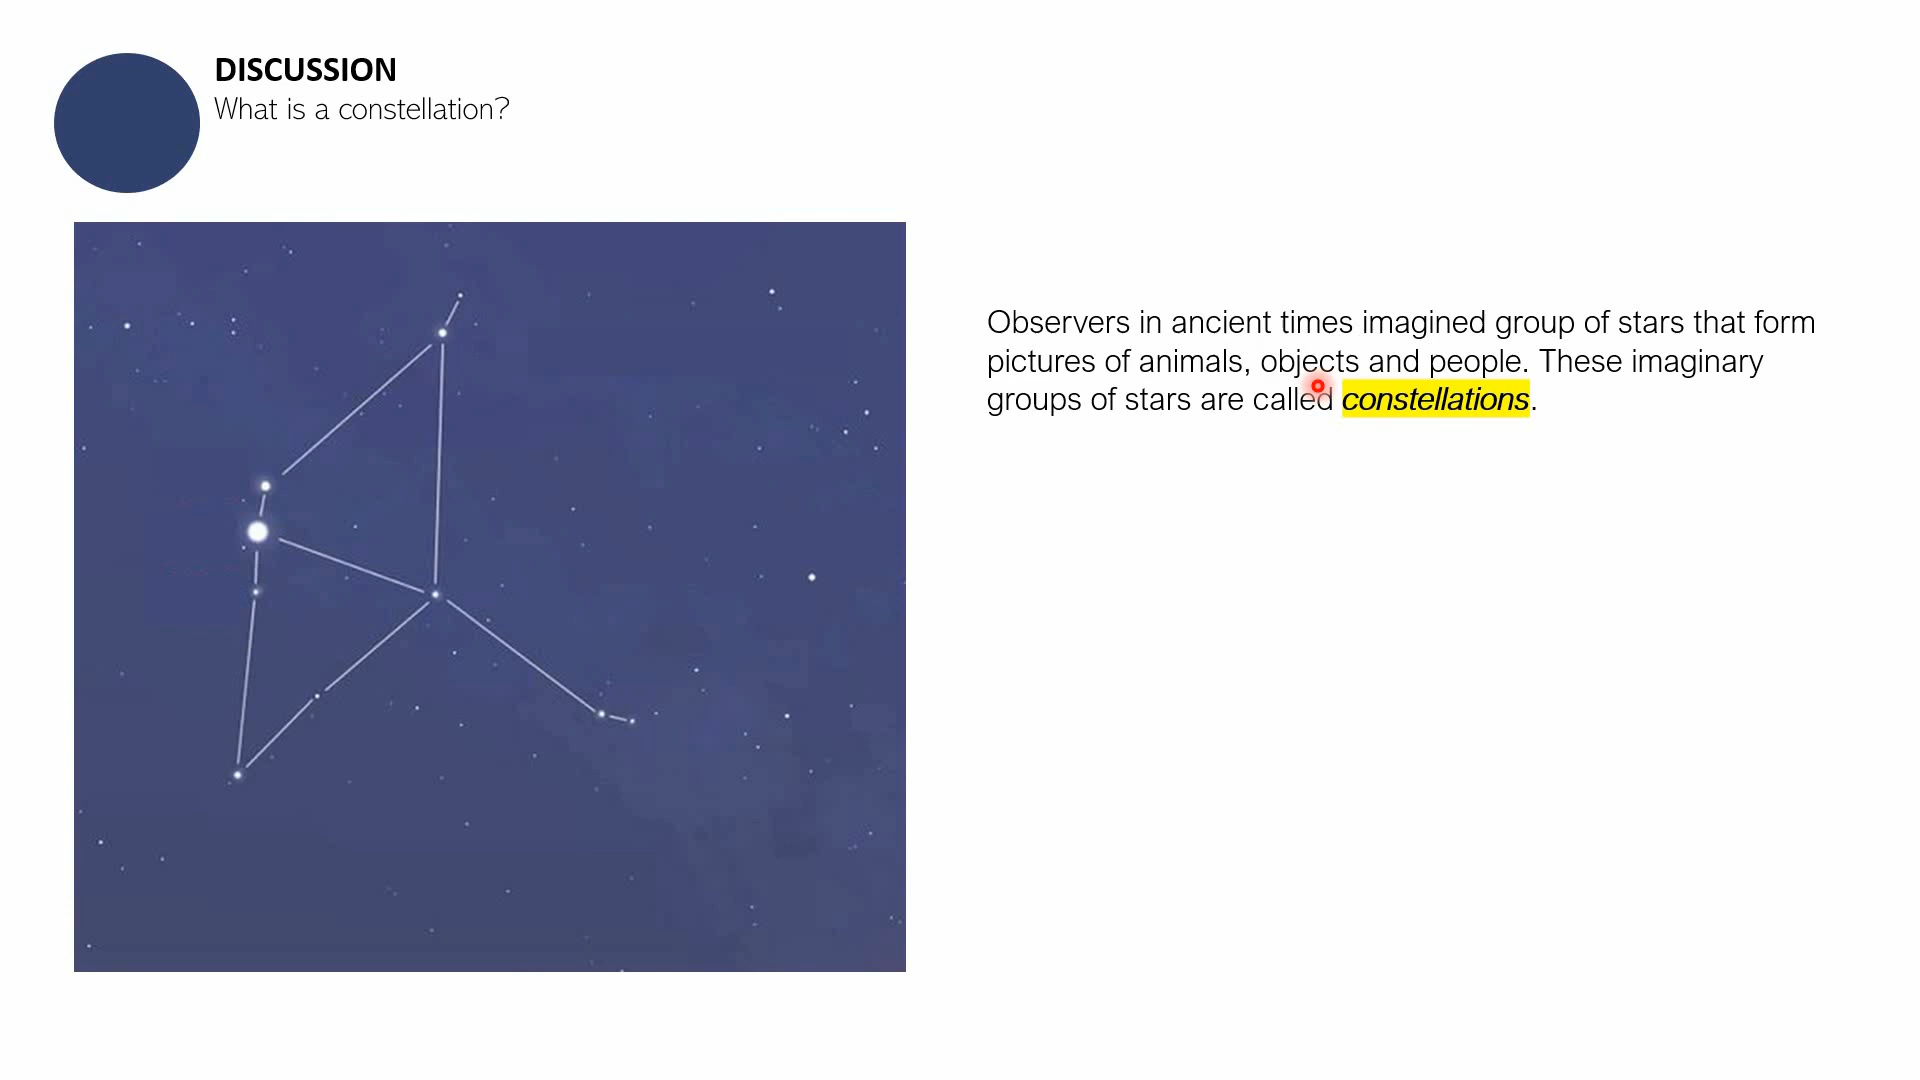 DISCUSSION
What is a constellation?
Observers in ancient times imagined group of stars that form
pictures of animals, objects and people. These imaginary
groups of stars are called constellations.